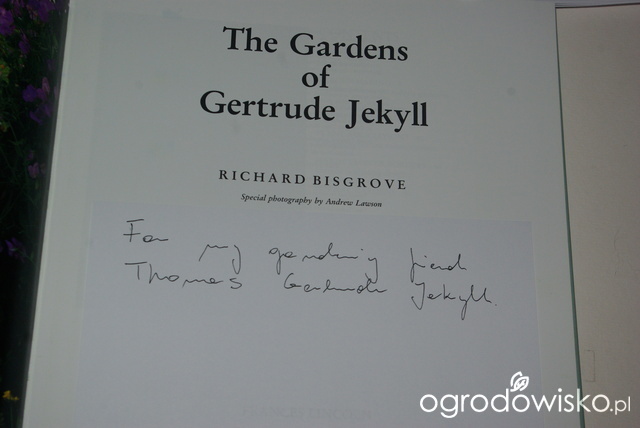 The Gardens
of
Gertrude Jekyll
RICHARD BISGROVE
Special photography by Andrew Lawson
For my gardning friend
Thomas Gertrude Jekyll.
ogrodowisko.pl